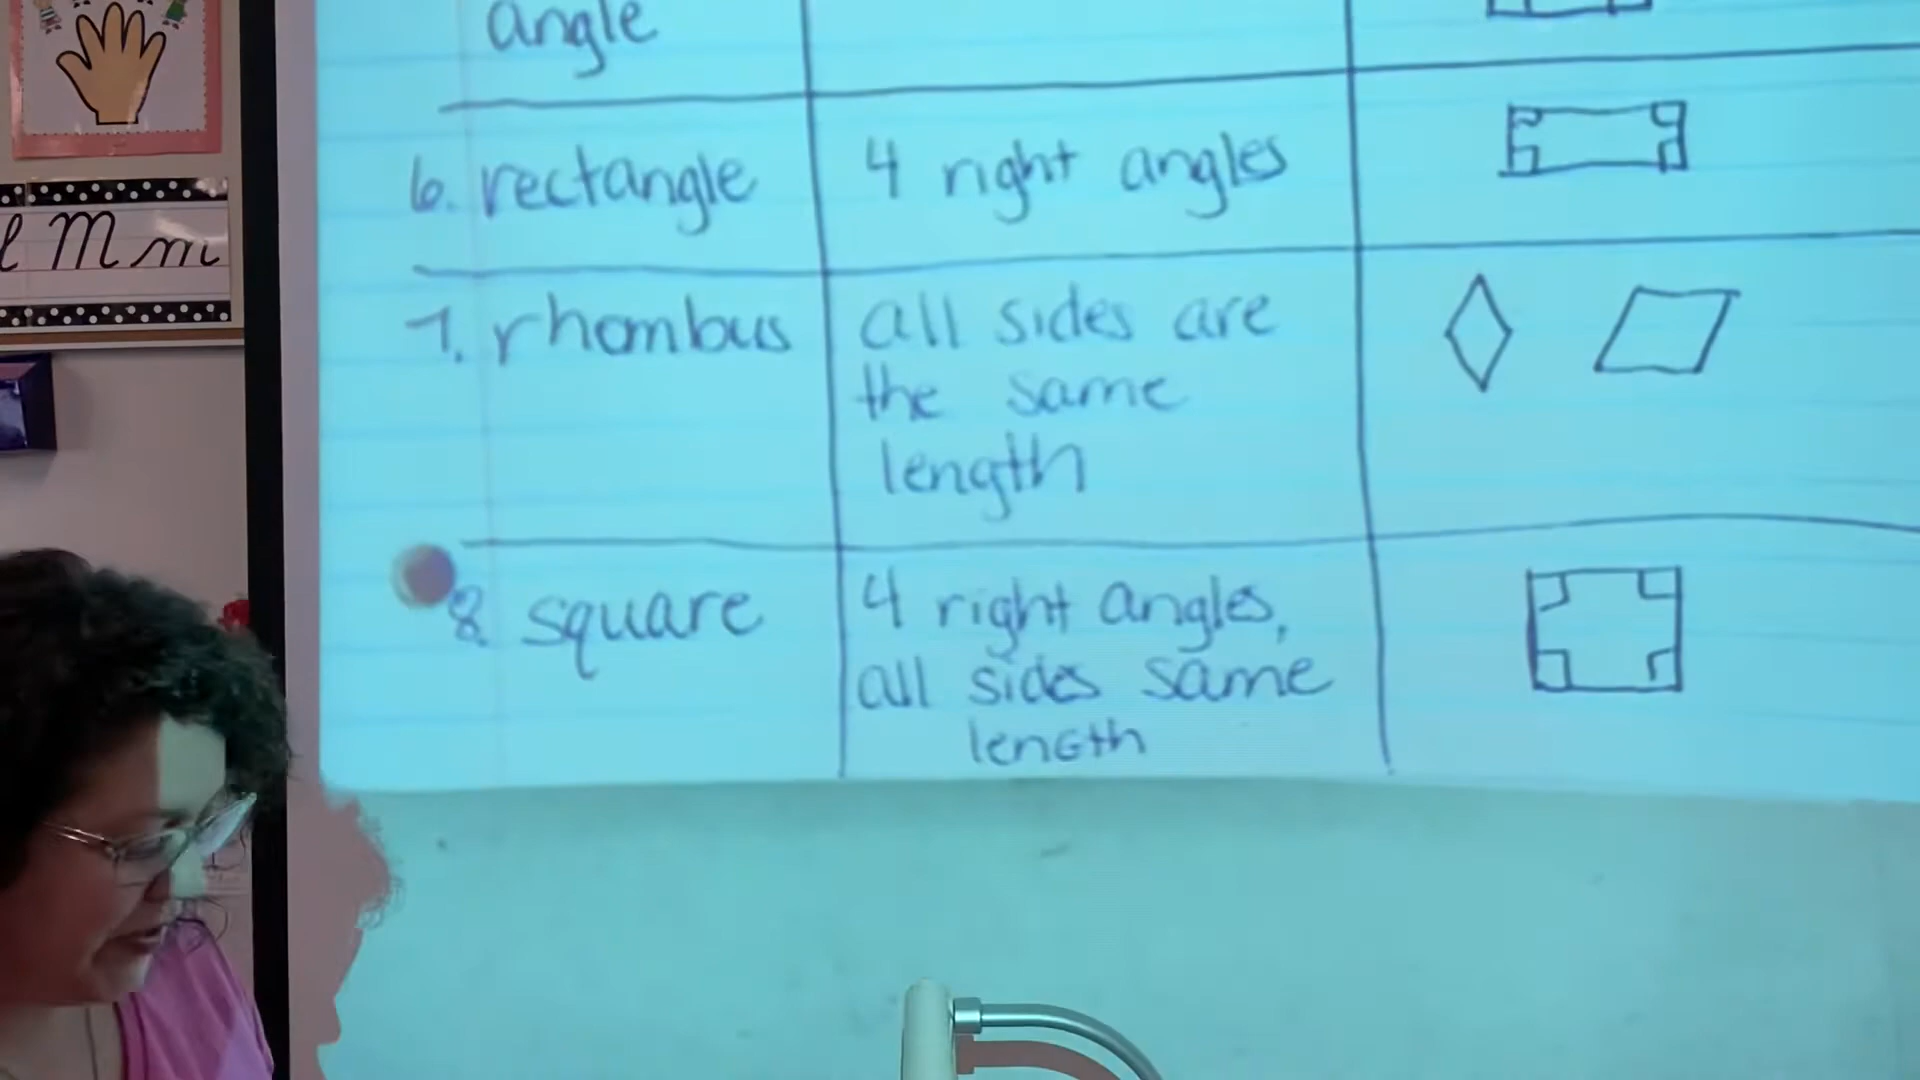 angle
6. rectangle
4 right angles
7. rhombus
all sides are
the same
length
8 square
4 right angles,
all sides same
length
l M m